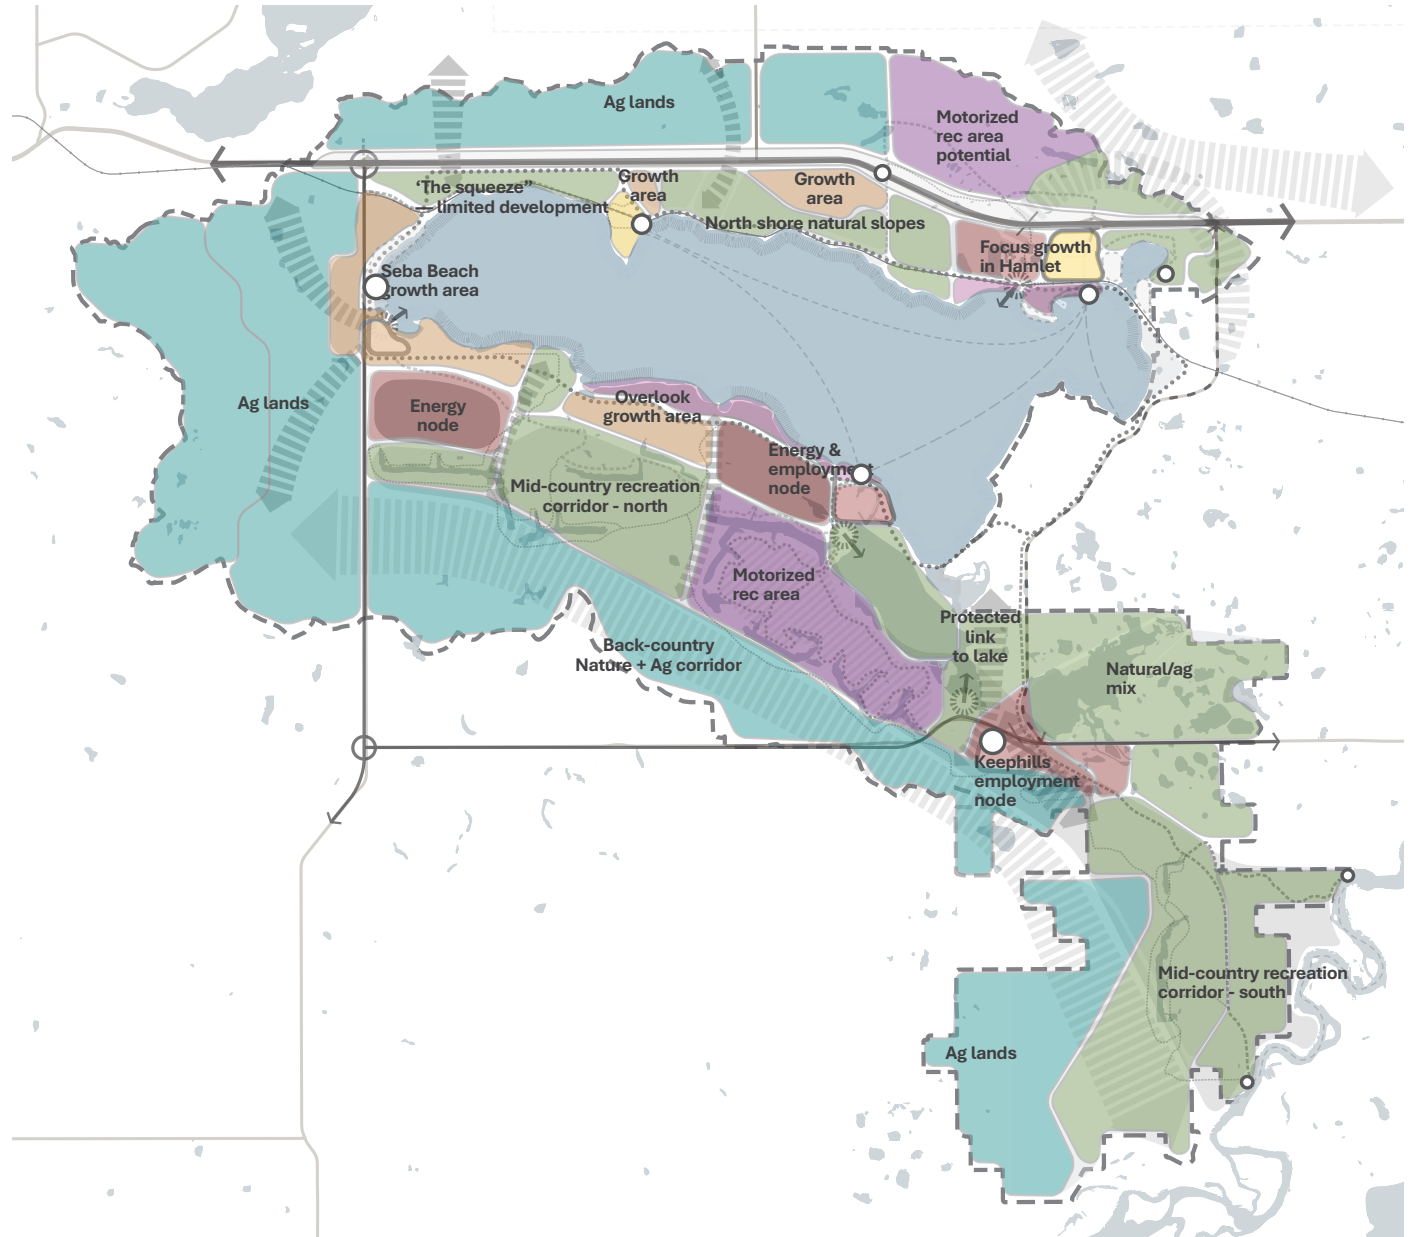 Ag lands
Motorized
rec area
potential
‘The squeeze”
— limited development
Growth
area
Growth
area
North shore natural slopes
Focus growth
in Hamlet
Seba Beach
growth area
Ag lands
Energy
node
Overlook
growth area
Energy &
employment
node
Mid-country recreation
corridor - north
Motorized
rec area
Back-country
Nature + Ag corridor
Protected
link
to lake
Natural/ag
mix
Keephills
employment
node
Mid-country recreation
corridor - south
Ag lands